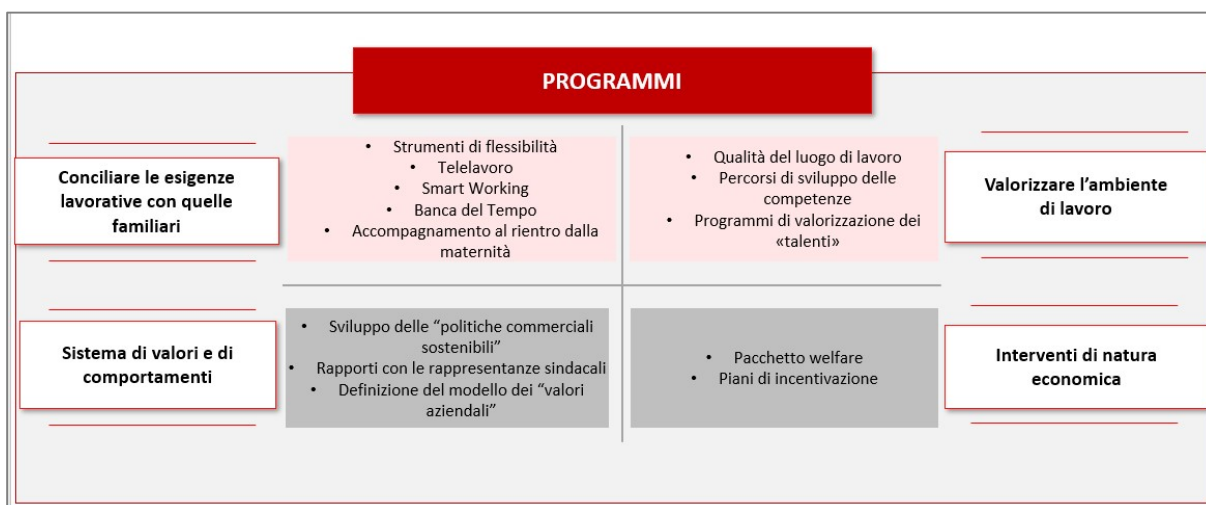 PROGRAMMI
Conciliare le esigenze
lavorative con quelle
familiari
• Strumenti di flessibilità
• Telelavoro
• Smart Working
• Banca del Tempo
• Accompagnamento al rientro dalla
maternità
• Qualità del luogo di lavoro
• Percorsi di sviluppo delle
competenze
• Programmi di valorizzazione dei
«talenti»
Valorizzare l’ambiente
di lavoro
Sistema di valori e di
comportamenti
• Sviluppo delle “politiche commerciali
sostenibili”
• Rapporti con le rappresentanze sindacali
• Definizione del modello dei “valori
aziendali”
• Pacchetto welfare
• Piani di incentivazione
Interventi di natura
economica